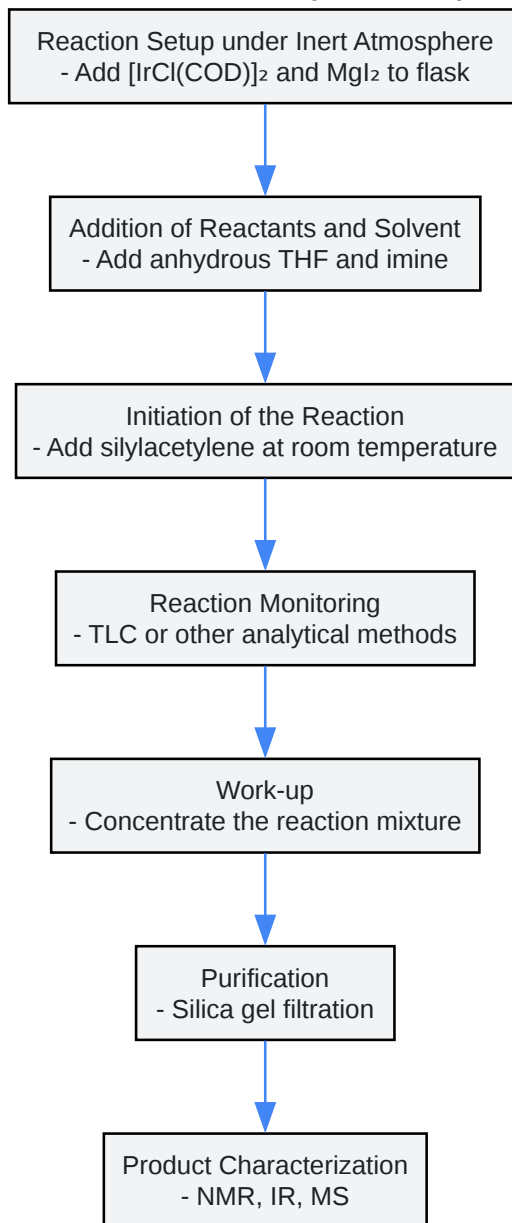 Reaction Setup under Inert Atmosphere
- Add [IrCl(COD)]₂ and MgI₂ to flask
Addition of Reactants and Solvent
- Add anhydrous THF and imine
Initiation of the Reaction
- Add silylacetylene at room temperature
Reaction Monitoring
- TLC or other analytical methods
Work-up
- Concentrate the reaction mixture
Purification
- Silica gel filtration
Product Characterization
- NMR, IR, MS